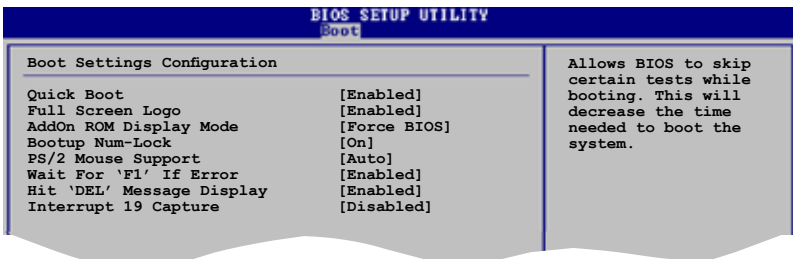 BIOS SETUP UTILITY
Boot
Boot Settings Configuration
Quick Boot [Enabled]
Full Screen Logo [Enabled]
AddOn ROM Display Mode [Force BIOS]
Bootup Num-Lock [On]
PS/2 Mouse Support [Auto]
Wait For ‘F1’ If Error [Enabled]
Hit ‘DEL’ Message Display [Enabled]
Interrupt 19 Capture [Disabled]
Allows BIOS to skip
certain tests while
booting. This will
decrease the time
needed to boot the
system.